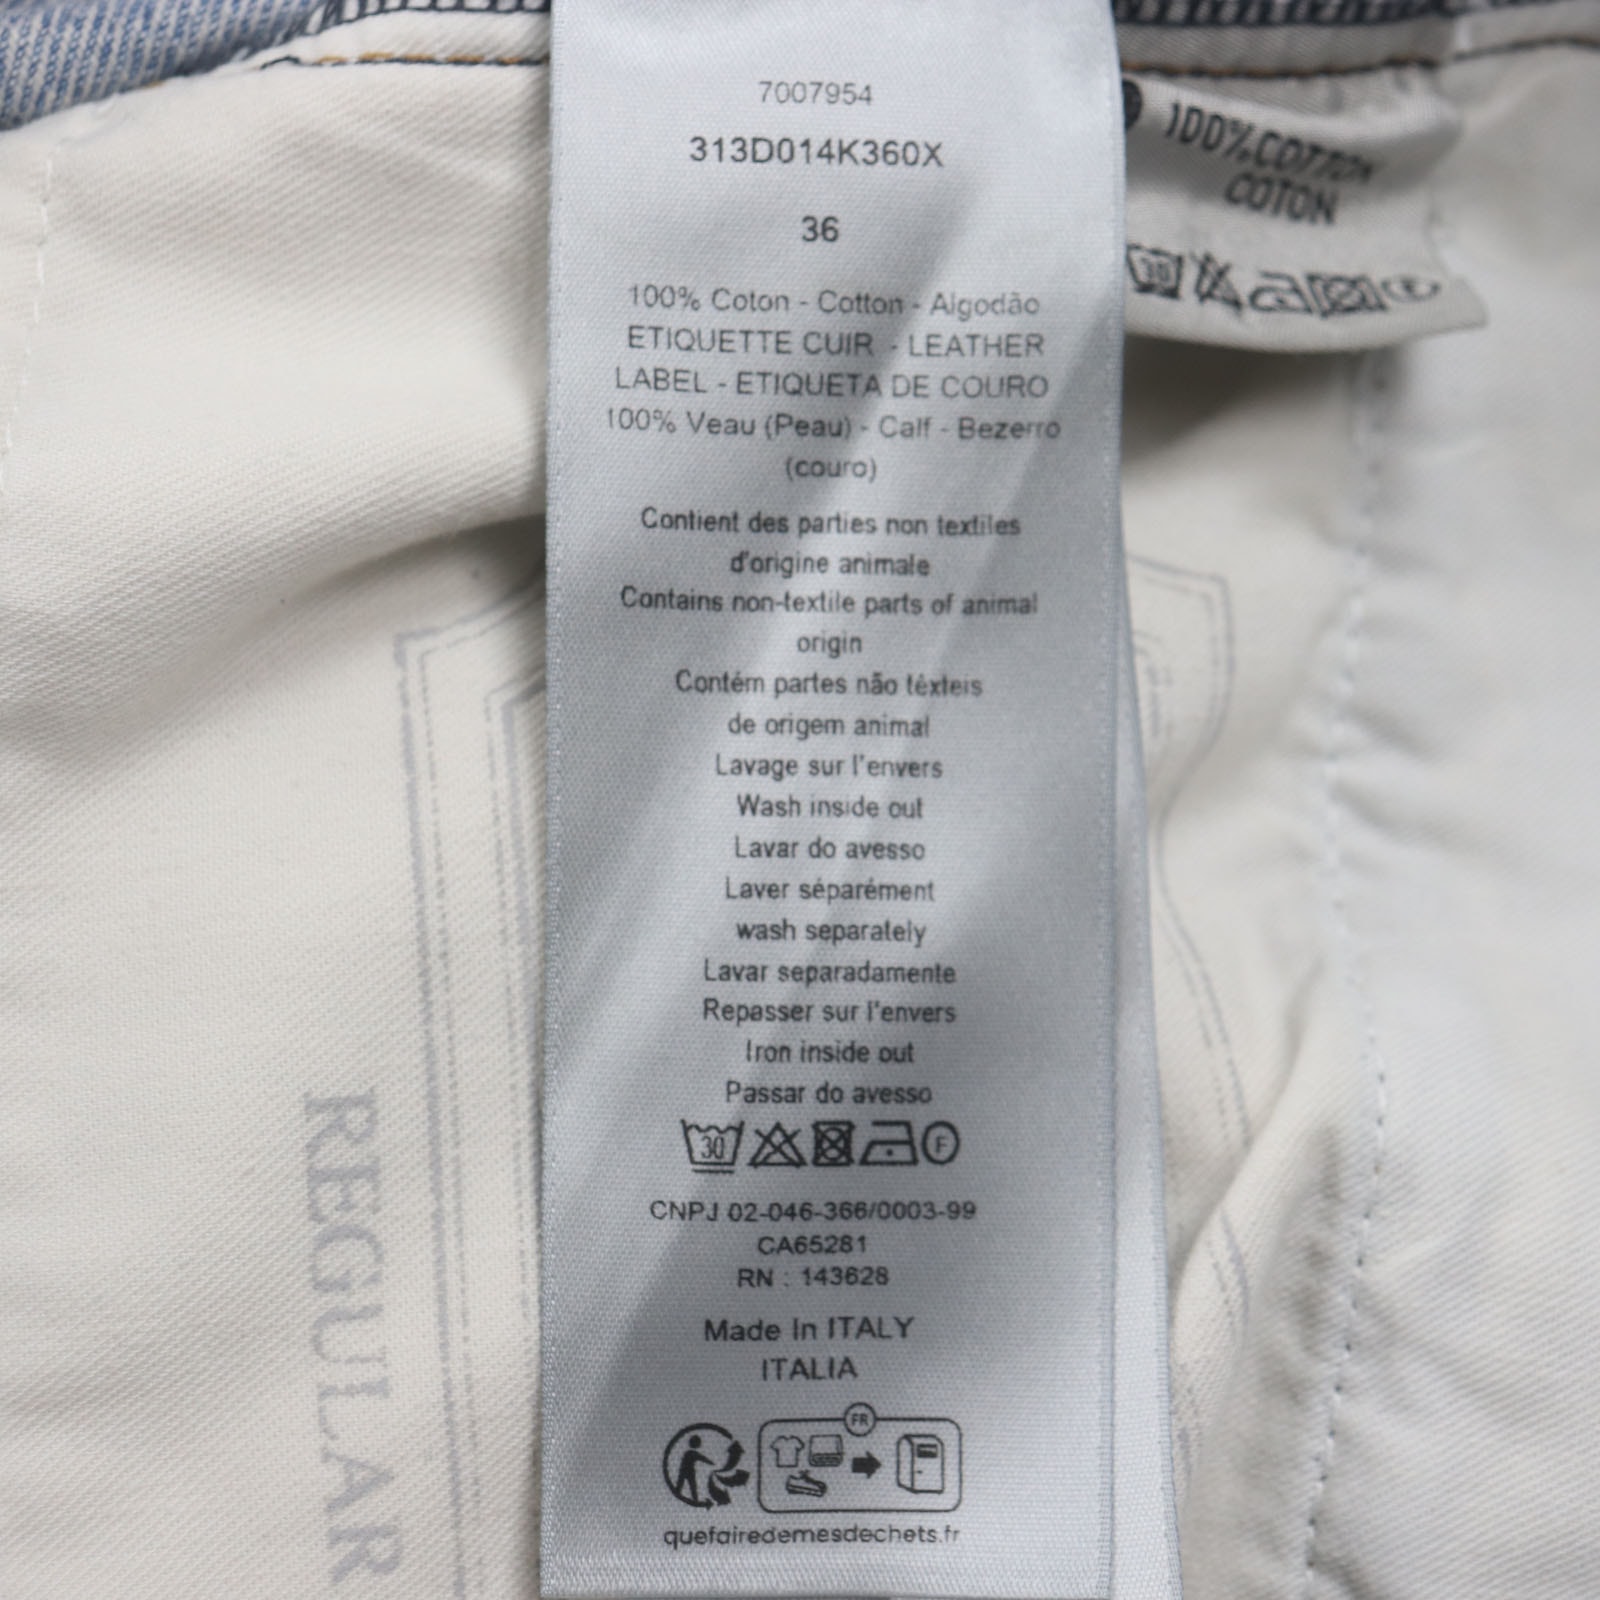 7007954
313D014K360X
36
100% Coton - Cotton - Algodão
ETIQUETTE CUIR - LEATHER
LABEL - ETIQUETA DE COURO
100% Veau (Peau) - Calf - Bezerro
(couro)
Contient des parties non textiles
d'origine animale
Contains non-textile parts of animal
origin
Contém partes não têxteis
de origem animal
Lavage sur l'envers
Wash inside out
Lavar do avesso
Laver séparément
wash separately
Lavar separadamente
Repasser sur l'envers
Iron inside out
Passar do avesso
30 F
CNPJ 02-046-366/0003-99
CA65281
RN : 143628
Made In ITALY
ITALIA
FR
quefairedemesdechets.fr
100% COTTON
COTON
30
REGULAR